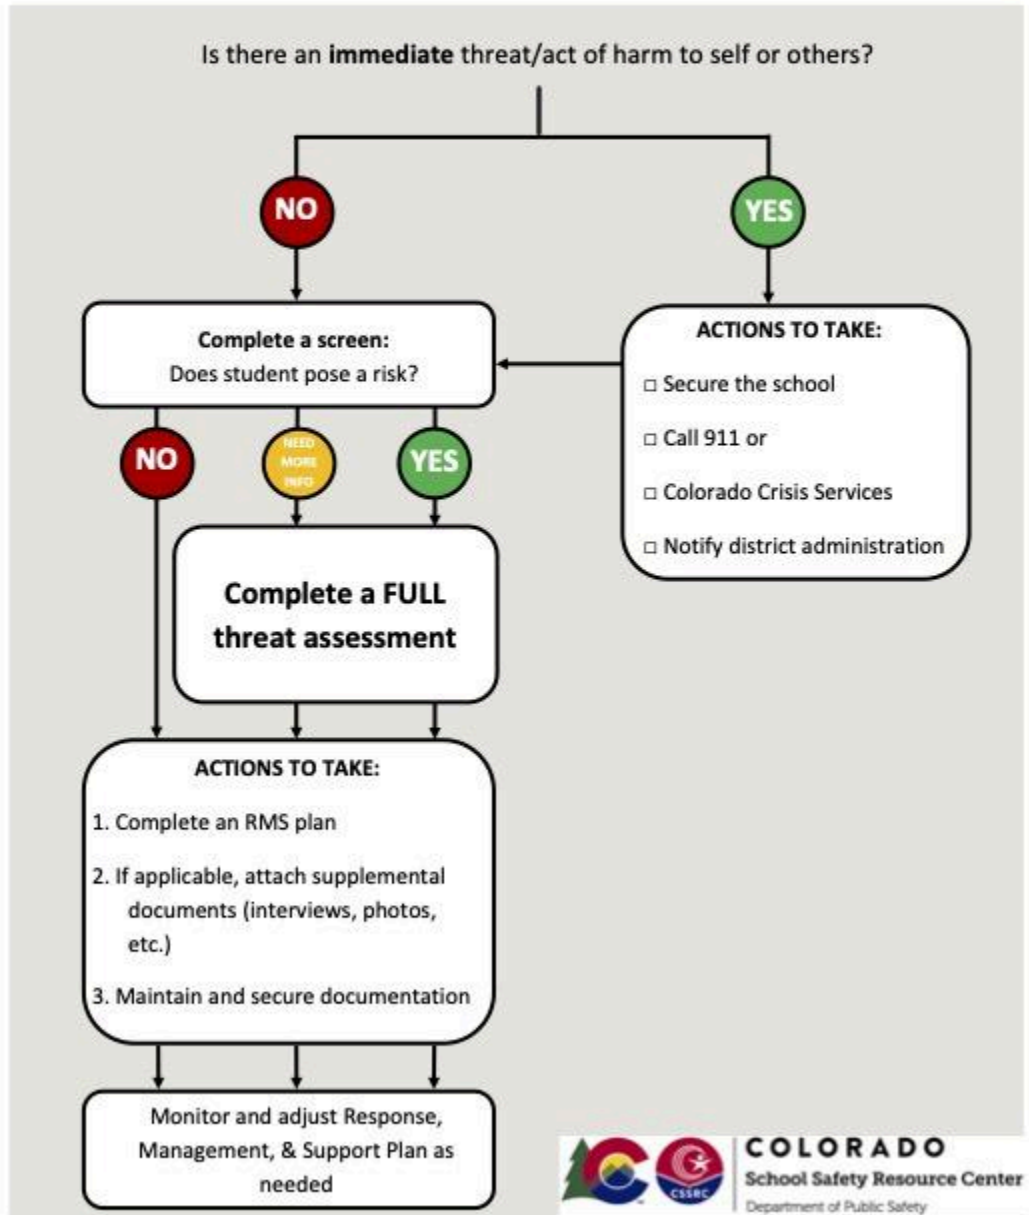 Is there an immediate threat/act of harm to self or others?
NO
YES
Complete a screen:
Does student pose a risk?
ACTIONS TO TAKE:
□ Secure the school
□ Call 911 or
□ Colorado Crisis Services
□ Notify district administration
NO
NEED
MORE
INFO
YES
Complete a FULL
threat assessment
ACTIONS TO TAKE:
1. Complete an RMS plan
2. If applicable, attach supplemental
documents (interviews, photos,
etc.)
3. Maintain and secure documentation
Monitor and adjust Response,
Management, & Support Plan as
needed
CSSRC
COLORADO
School Safety Resource Center
Department of Public Safety